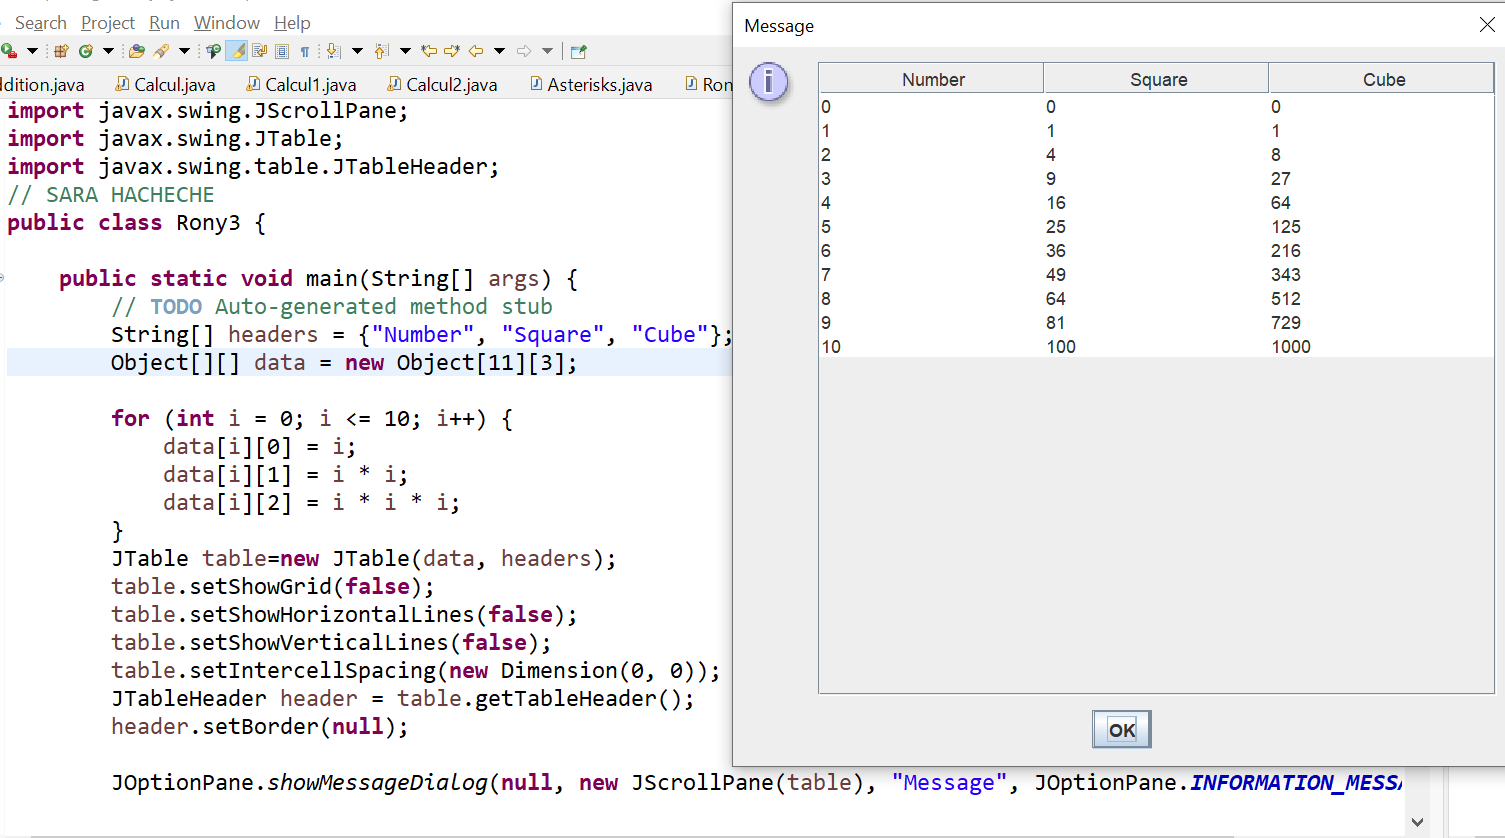 Search Project Run Window Help
ddition.java Calcul.java Calcul1.java Calcul2.java Asterisks.java Ron
import javax.swing.JScrollPane;
import javax.swing.JTable;
import javax.swing.table.JTableHeader;
// SARA HACHECHE
public class Rony3 {
public static void main(String[] args) {
// TODO Auto-generated method stub
String[] headers = {"Number", "Square", "Cube"};
Object[][] data = new Object[11][3];
for (int i = 0; i <= 10; i++) {
data[i][0] = i;
data[i][1] = i * i;
data[i][2] = i * i * i;
}
JTable table=new JTable(data, headers);
table.setShowGrid(false);
table.setShowHorizontalLines(false);
table.setShowVerticalLines(false);
table.setIntercellSpacing(new Dimension(0, 0));
JTableHeader header = table.getTableHeader();
header.setBorder(null);
JOptionPane.showMessageDialog(null, new JScrollPane(table), "Message", JOptionPane.INFORMATION_MESSA
Message
Number Square Cube
0 0 0
1 1 1
2 4 8
3 9 27
4 16 64
5 25 125
6 36 216
7 49 343
8 64 512
9 81 729
10 100 1000
OK